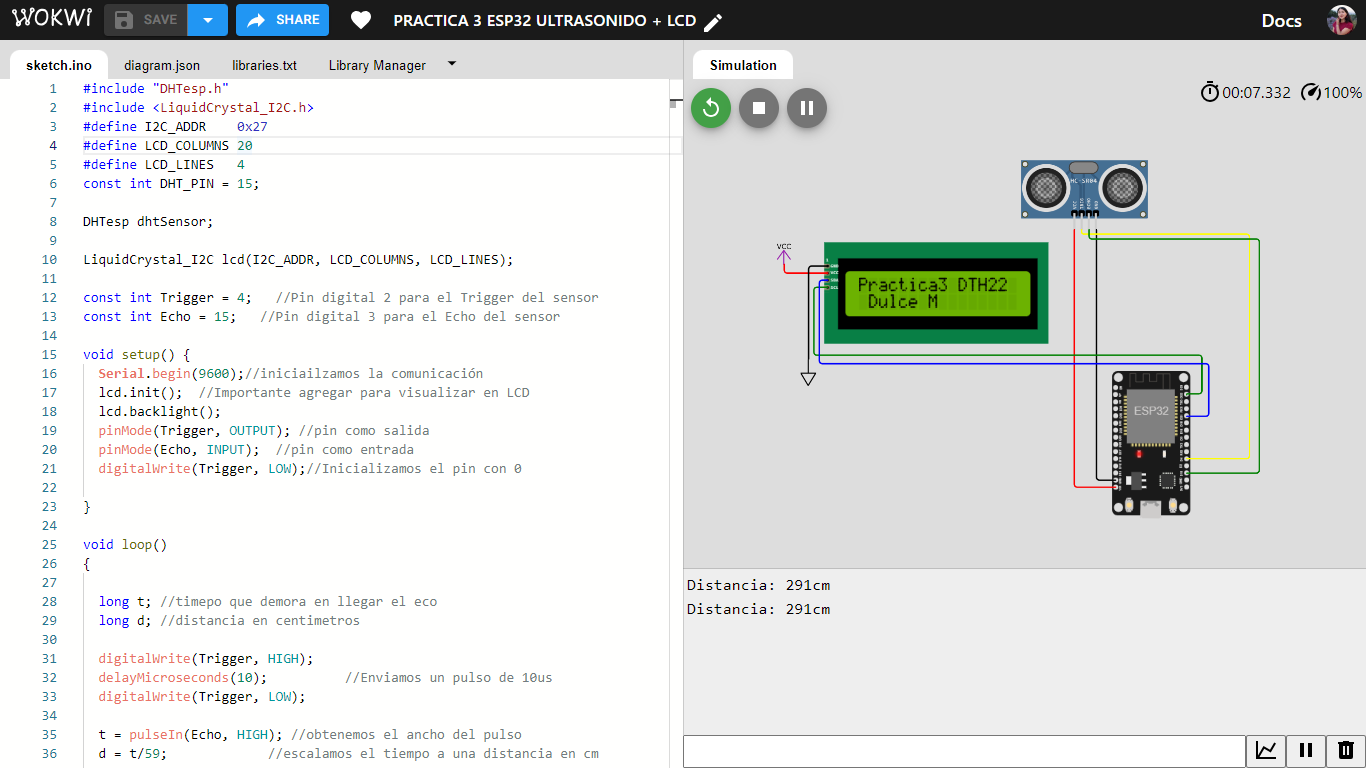 WOKWI
SAVE
SHARE
PRACTICA 3 ESP32 ULTRASONIDO + LCD
Docs
sketch.ino
diagram.json
libraries.txt
Library Manager
1 #include "DHTesp.h"
2 #include <LiquidCrystal_I2C.h>
3 #define I2C_ADDR    0x27
4 #define LCD_COLUMNS 20
5 #define LCD_LINES   4
6 const int DHT_PIN = 15;
7
8 DHTesp dhtSensor;
9
10 LiquidCrystal_I2C lcd(I2C_ADDR, LCD_COLUMNS, LCD_LINES);
11
12 const int Trigger = 4;   //Pin digital 2 para el Trigger del sensor
13 const int Echo = 15;   //Pin digital 3 para el Echo del sensor
14
15 void setup() {
16   Serial.begin(9600);//iniciailzamos la comunicación
17   lcd.init();  //Importante agregar para visualizar en LCD
18   lcd.backlight();
19   pinMode(Trigger, OUTPUT); //pin como salida
20   pinMode(Echo, INPUT);  //pin como entrada
21   digitalWrite(Trigger, LOW);//Inicializamos el pin con 0
22
23 }
24
25 void loop()
26 {
27
28   long t; //timepo que demora en llegar el eco
29   long d; //distancia en centimetros
30
31   digitalWrite(Trigger, HIGH);
32   delayMicroseconds(10);          //Enviamos un pulso de 10us
33   digitalWrite(Trigger, LOW);
34
35   t = pulseIn(Echo, HIGH); //obtenemos el ancho del pulso
36   d = t/59;             //escalamos el tiempo a una distancia en cm
Simulation
00:07.332
100%
HC-SR04
VCC
Practica3 DTH22
Dulce M
ESP32
Distancia: 291cm
Distancia: 291cm